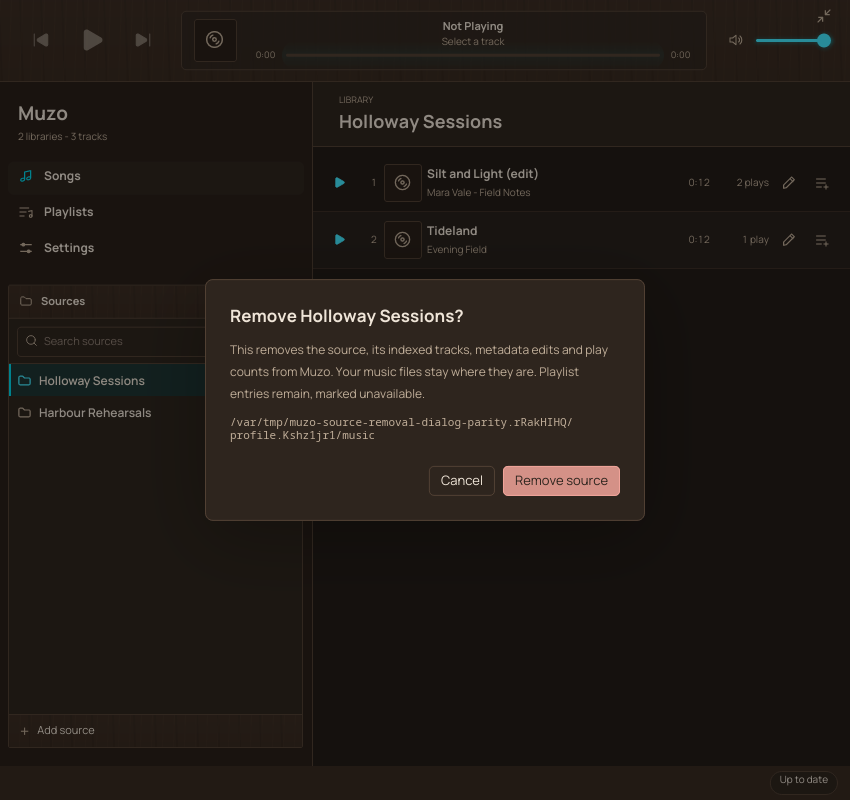 Not Playing
Select a track
0:00
0:00
Muzo
2 libraries - 3 tracks
Songs
Playlists
Settings
Sources
Search sources
Holloway Sessions
Harbour Rehearsals
Add source
LIBRARY
Holloway Sessions
1 Silt and Light (edit) 0:12 2 plays
Mara Vale - Field Notes
2 Tideland 0:12 1 play
Evening Field
Remove Holloway Sessions?
This removes the source, its indexed tracks, metadata edits and play
counts from Muzo. Your music files stay where they are. Playlist
entries remain, marked unavailable.
/var/tmp/muzo-source-removal-dialog-parity.rRakHIHQ/
profile.Kshz1jr1/music
Cancel
Remove source
Up to date